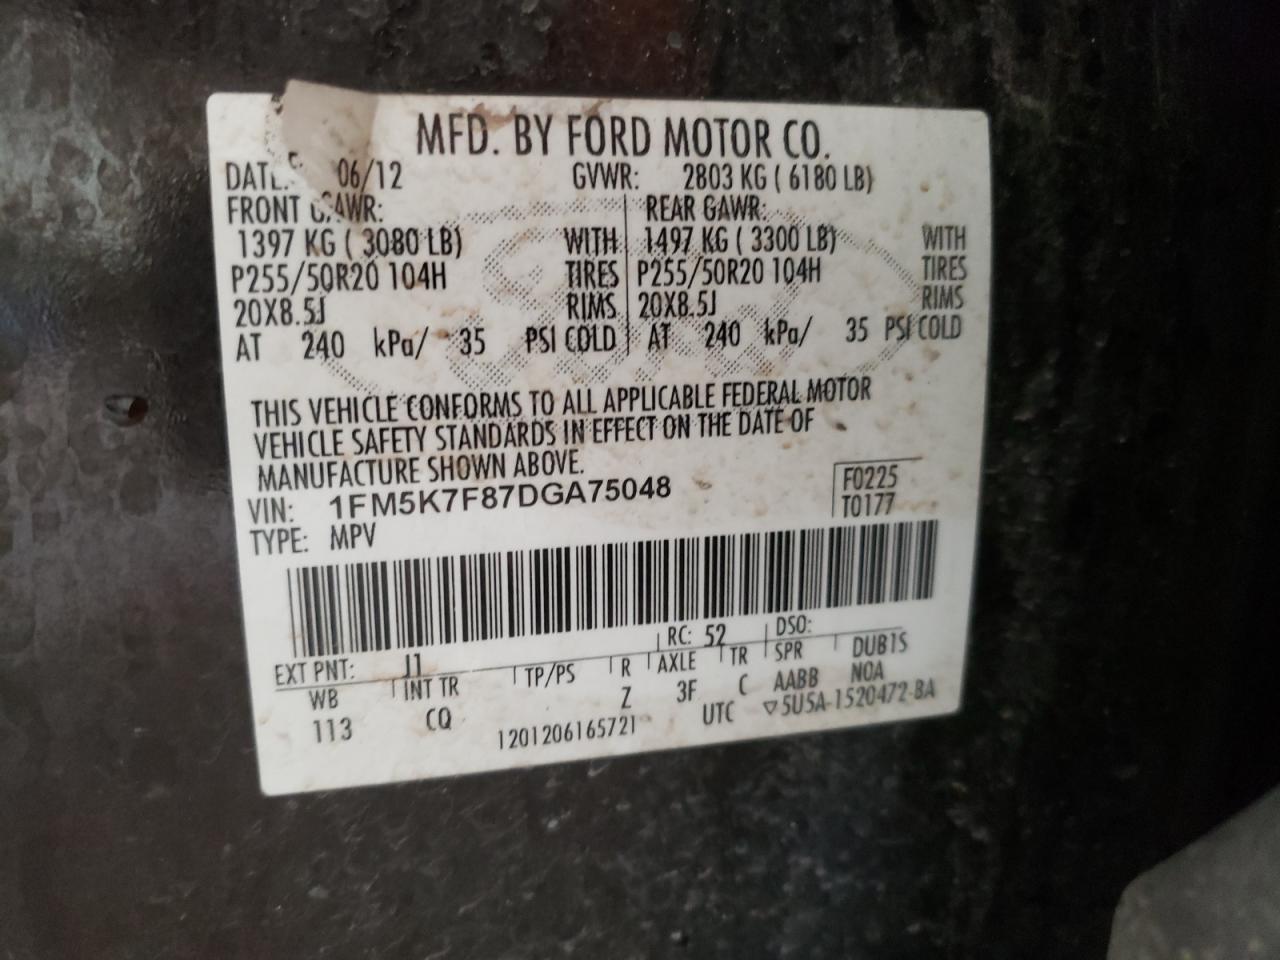 MFD. BY FORD MOTOR CO.
06/12 GVWR: 2803 KG ( 6180 LB)
FRONT GAWR: REAR GAWR:
1397 KG ( 3080 LB) WITH 1497 KG ( 3300 LB) WITH
P255/50R20 104H TIRES P255/50R20 104H TIRES
20X8.5J RIMS 20X8.5J RIMS
AT 240 kPa/ 35 PSI COLD AT 240 kPa/ 35 PSI COLD
THIS VEHICLE CONFORMS TO ALL APPLICABLE FEDERAL MOTOR
VEHICLE SAFETY STANDARDS IN EFFECT ON THE DATE OF
MANUFACTURE SHOWN ABOVE.
VIN: 1FM5K7F87DGA75048
TYPE: MPV
F0225
T0177
EXT PNT: J1 RC: 52 DSO:
WB INT TR TP/PS R AXLE TR SPR DUB1S
113 CQ Z 3F C AABB NOA
1201206165721 UTC ▽5U5A-1520472-BA